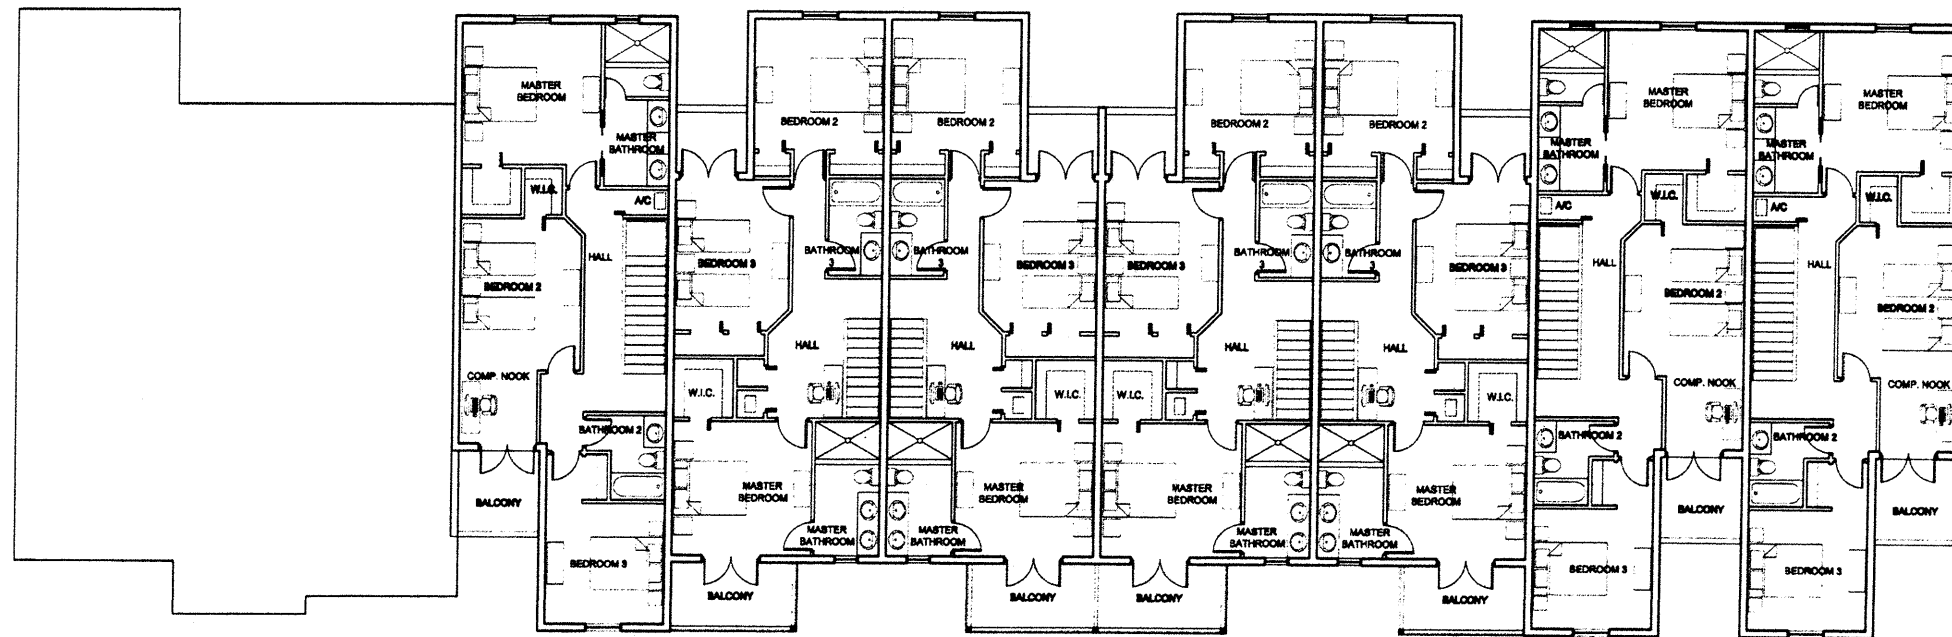 MASTER
BEDROOM
MASTER
BATHROOM
W.I.C.
A/C
HALL
BEDROOM 2
COMP. NOOK
BATHROOM 2
BALCONY
BEDROOM 3
BEDROOM 2
BEDROOM 3
BATHROOM
3
HALL
W.I.C.
MASTER
BEDROOM
MASTER
BATHROOM
BALCONY
BEDROOM 2
BATHROOM
3
BEDROOM 3
HALL
W.I.C.
MASTER
BEDROOM
MASTER
BATHROOM
BALCONY
BEDROOM 2
BEDROOM 3
BATHROOM
3
HALL
W.I.C.
MASTER
BEDROOM
MASTER
BATHROOM
BALCONY
BEDROOM 2
BATHROOM
3
BEDROOM 3
HALL
W.I.C.
MASTER
BEDROOM
MASTER
BATHROOM
BALCONY
MASTER
BEDROOM
MASTER
BATHROOM
W.I.C.
A/C
HALL
BEDROOM 2
COMP. NOOK
BATHROOM 2
BALCONY
BEDROOM 3
MASTER
BEDROOM
MASTER
BATHROOM
W.I.C.
A/C
HALL
BEDROOM 2
COMP. NOOK
BATHROOM 2
BALCONY
BEDROOM 3